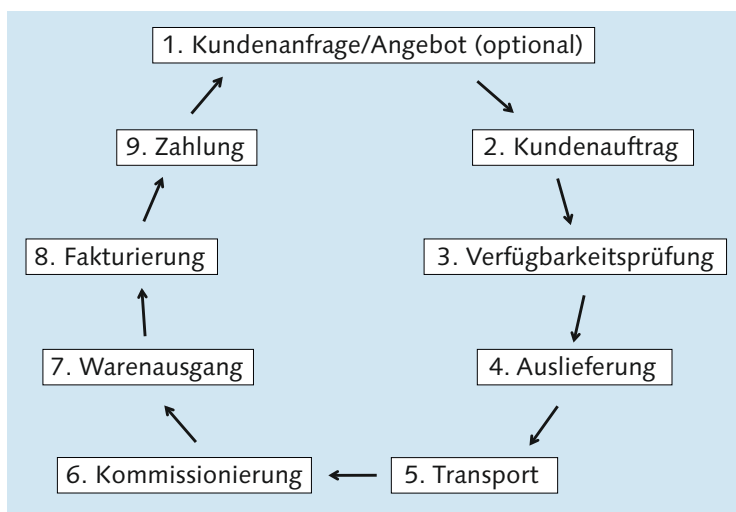 1. Kundenanfrage/Angebot (optional)
2. Kundenauftrag
3. Verfügbarkeitsprüfung
4. Auslieferung
5. Transport
6. Kommissionierung
7. Warenausgang
8. Fakturierung
9. Zahlung